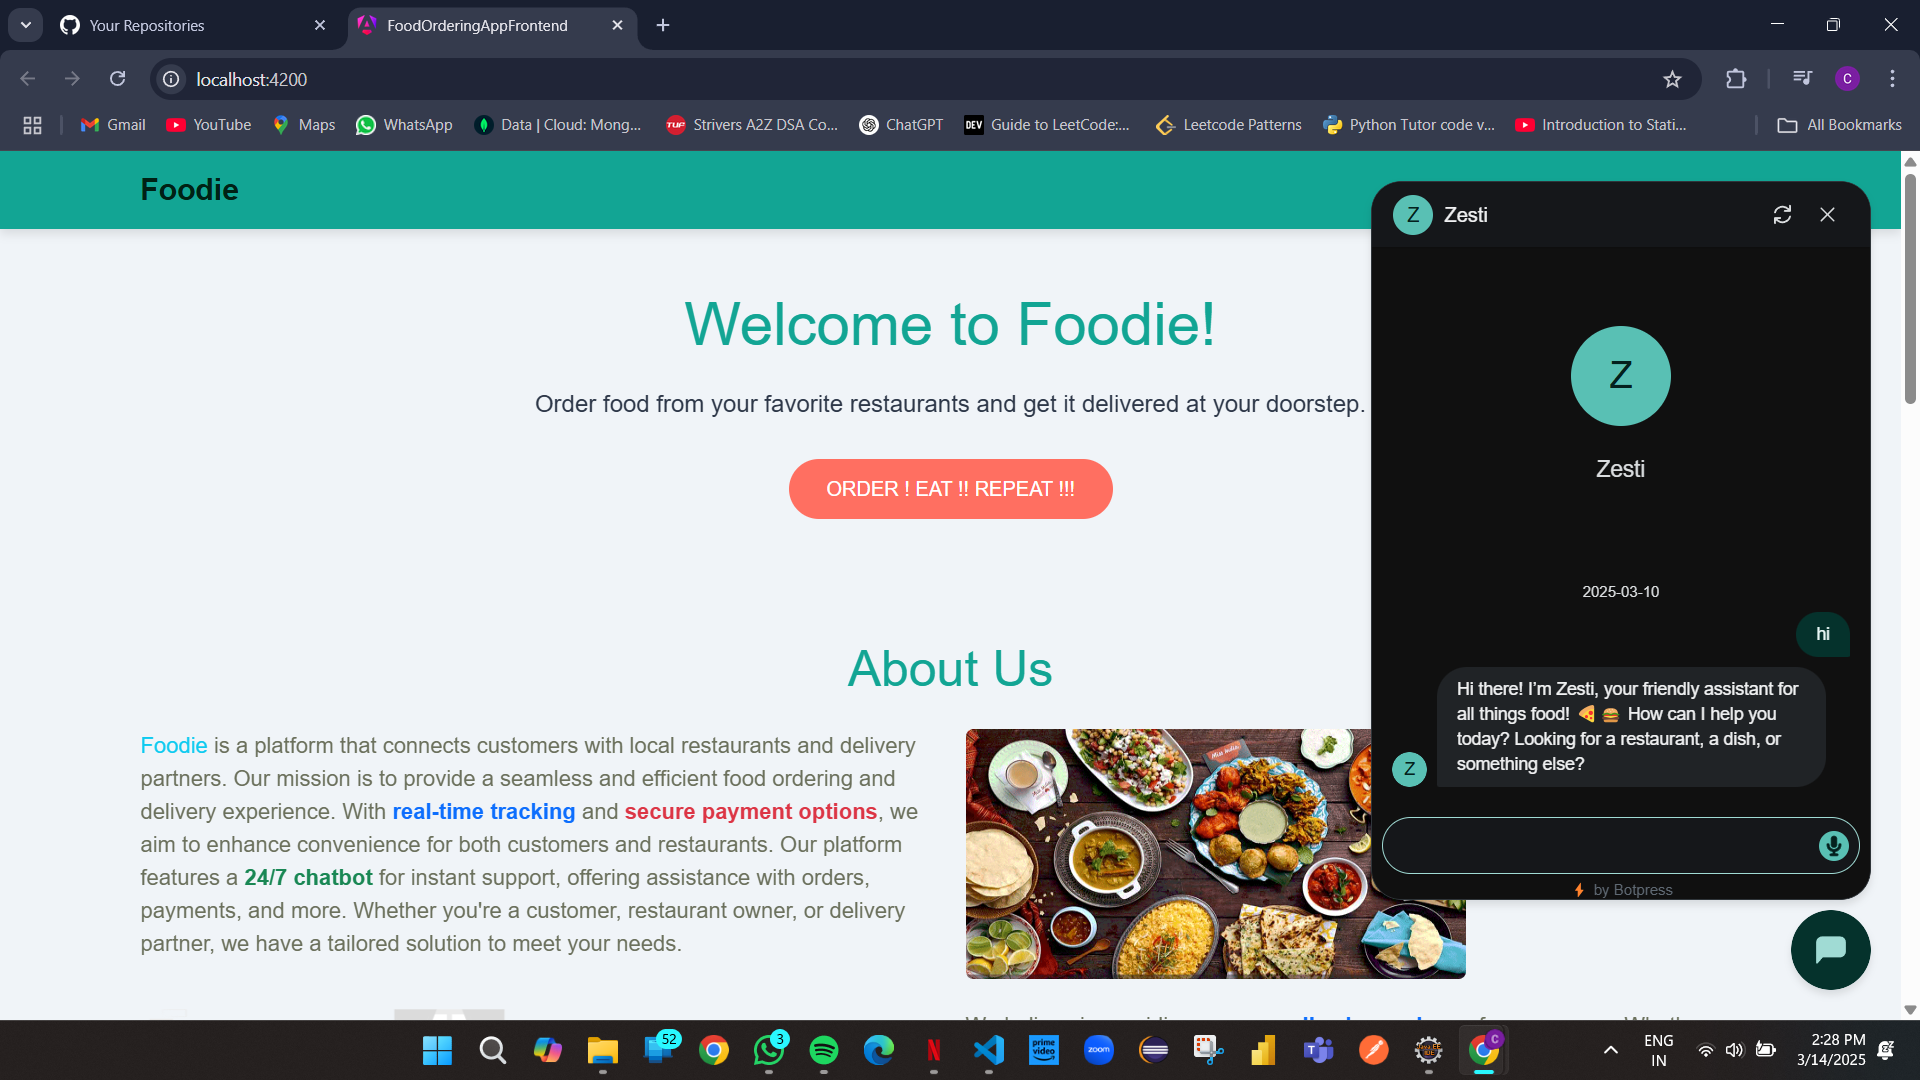 Your Repositories
FoodOrderingAppFrontend
localhost:4200
C
Gmail
YouTube
Maps
WhatsApp
Data | Cloud: Mong...
TUF
Strivers A2Z DSA Co...
ChatGPT
DEV
Guide to LeetCode:...
Leetcode Patterns
Python Tutor code v...
Introduction to Stati...
All Bookmarks
Foodie
Welcome to Foodie!
Order food from your favorite restaurants and get it delivered at your doorstep.
ORDER ! EAT !! REPEAT !!!
About Us
Foodie is a platform that connects customers with local restaurants and delivery
partners. Our mission is to provide a seamless and efficient food ordering and
delivery experience. With real-time tracking and secure payment options, we
aim to enhance convenience for both customers and restaurants. Our platform
features a 24/7 chatbot for instant support, offering assistance with orders,
payments, and more. Whether you're a customer, restaurant owner, or delivery
partner, we have a tailored solution to meet your needs.
Z
Zesti
Z
Zesti
2025-03-10
hi
Hi there! I'm Zesti, your friendly assistant for
all things food! 🍕 🍔 How can I help you
today? Looking for a restaurant, a dish, or
something else?
Z
by Botpress
52
3
N
prime
video
zoom
C
ENG
IN
2:28 PM
3/14/2025